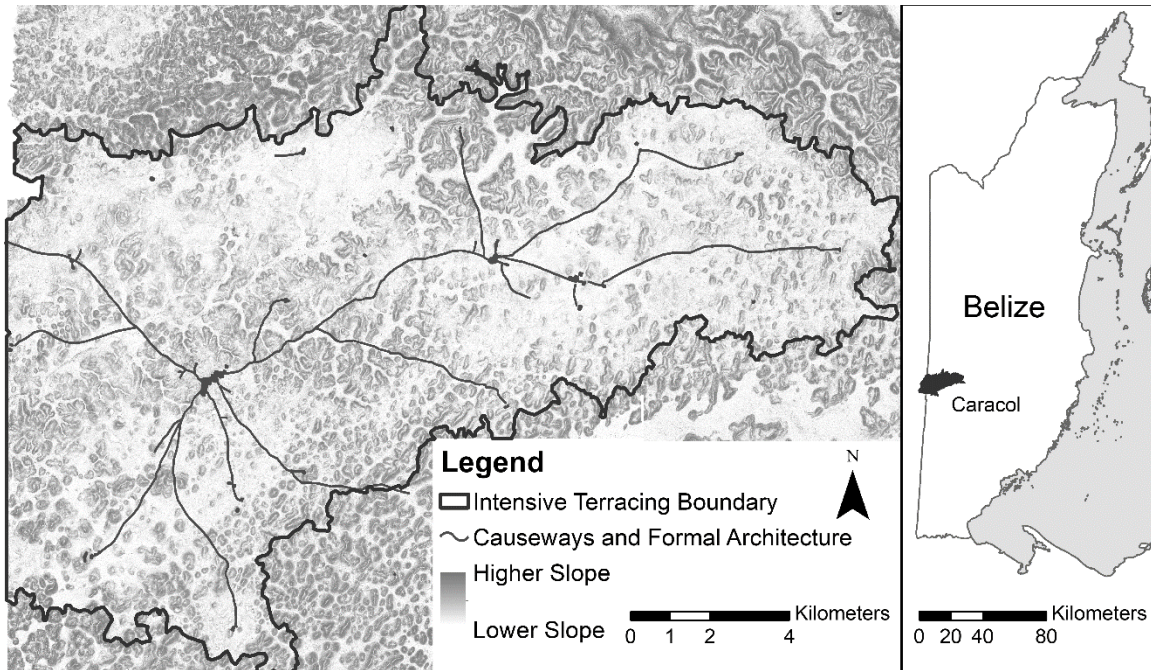 Legend
N
Intensive Terracing Boundary
Causeways and Formal Architecture
Higher Slope
Lower Slope
Kilometers
0 1 2 4
Belize
Caracol
Kilometers
0 20 40 80